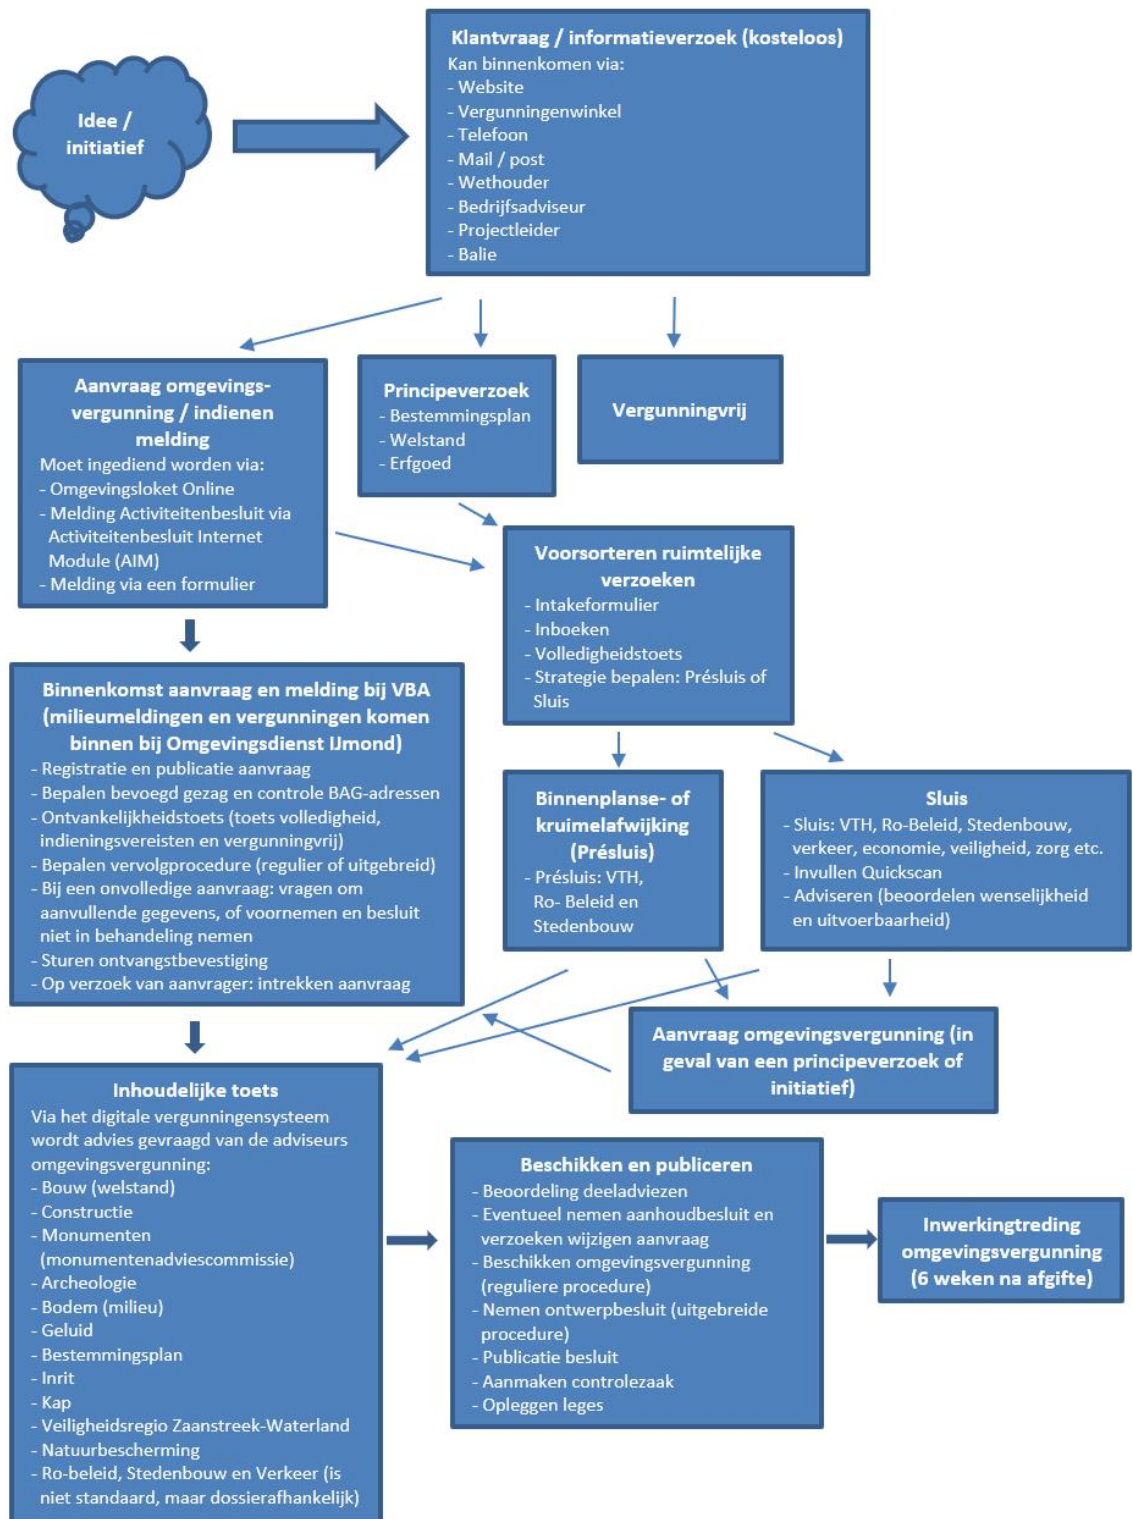 Idee /
initiatief
Klantvraag / informatieverzoek (kosteloos)
Kan binnenkomen via:
- Website
- Vergunningenwinkel
- Telefoon
- Mail / post
- Wethouder
- Bedrijfsadviseur
- Projectleider
- Balie
Aanvraag omgevings-
vergunning / indienen
melding
Moet ingediend worden via:
- Omgevingsloket Online
- Melding Activiteitenbesluit via
Activiteitenbesluit Internet
Module (AIM)
- Melding via een formulier
Principeverzoek
- Bestemmingsplan
- Welstand
- Erfgoed
Vergunningvrij
Voorsorteren ruimtelijke
verzoeken
- Intakeformulier
- Inboeken
- Volledigheidstoets
- Strategie bepalen: Présluis of
Sluis
Binnenkomst aanvraag en melding bij VBA
(milieumeldingen en vergunningen komen
binnen bij Omgevingsdienst IJmond)
- Registratie en publicatie aanvraag
- Bepalen bevoegd gezag en controle BAG-adressen
- Ontvankelijkheidstoets (toets volledigheid,
indieningsvereisten en vergunningvrij)
- Bepalen vervolgprocedure (regulier of uitgebreid)
- Bij een onvolledige aanvraag: vragen om
aanvullende gegevens, of voornemen en besluit
niet in behandeling nemen
- Sturen ontvangstbevestiging
- Op verzoek van aanvrager: intrekken aanvraag
Binnenplanse- of
kruimelafwijking
(Présluis)
- Présluis: VTH,
Ro- Beleid en
Stedenbouw
Sluis
- Sluis: VTH, Ro-Beleid, Stedenbouw,
verkeer, economie, veiligheid, zorg etc.
- Invullen Quickscan
- Adviseren (beoordelen wenselijkheid
en uitvoerbaarheid)
Aanvraag omgevingsvergunning (in
geval van een principeverzoek of
initiatief)
Inhoudelijke toets
Via het digitale vergunningensysteem
wordt advies gevraagd van de adviseurs
omgevingsvergunning:
- Bouw (welstand)
- Constructie
- Monumenten
(monumentenadviescommissie)
- Archeologie
- Bodem (milieu)
- Geluid
- Bestemmingsplan
- Inrit
- Kap
- Veiligheidsregio Zaanstreek-Waterland
- Natuurbescherming
- Ro-beleid, Stedenbouw en Verkeer (is
niet standaard, maar dossierafhankelijk)
Beschikken en publiceren
- Beoordeling deeladviezen
- Eventueel nemen aanhoudbesluit en
verzoeken wijzigen aanvraag
- Beschikken omgevingsvergunning
(reguliere procedure)
- Nemen ontwerpbesluit (uitgebreide
procedure)
- Publicatie besluit
- Aanmaken controlezaak
- Opleggen leges
Inwerkingtreding
omgevingsvergunning
(6 weken na afgifte)